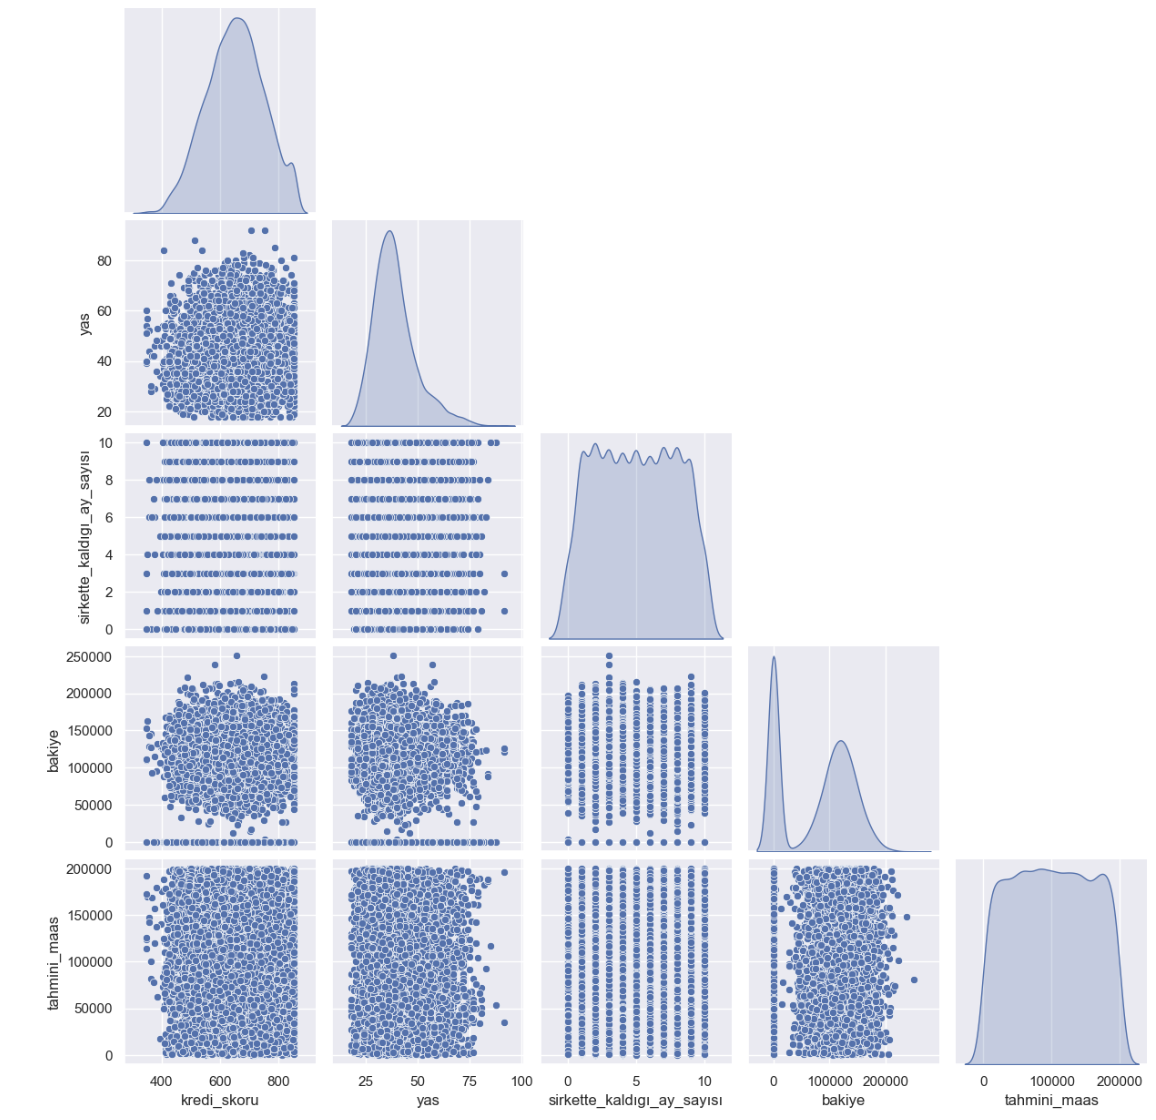 80
60
40
20
yas
10
8
6
4
2
0
sirkette_kaldıgı_ay_sayısı
250000
200000
150000
100000
50000
0
bakiye
200000
150000
100000
50000
0
tahmini_maas
400 600 800
kredi_skoru
25 50 75 100
yas
0 5 10
sirkette_kaldıgı_ay_sayısı
0 100000 200000
bakiye
0 100000 200000
tahmini_maas